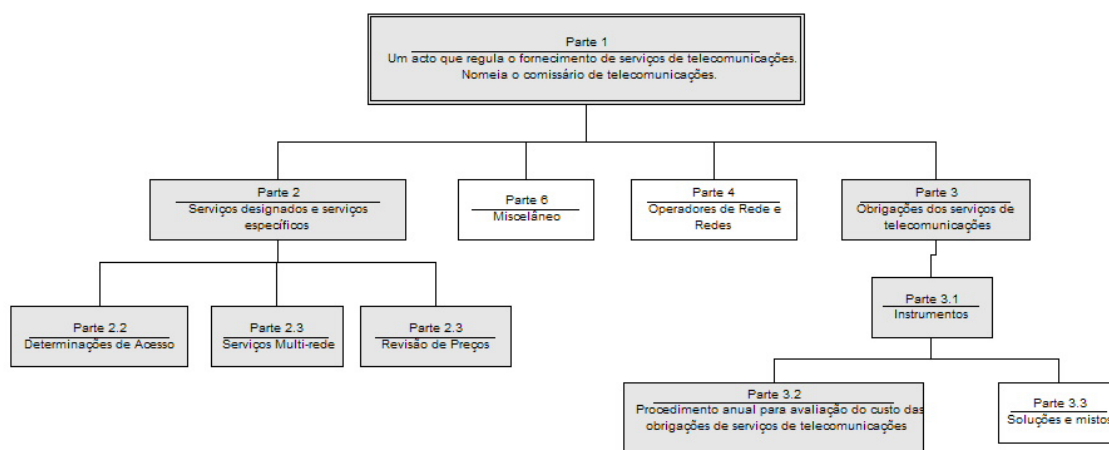 Parte 1
Um acto que regula o fornecimento de serviços de telecomunicações.
Nomeia o comissário de telecomunicações.
Parte 2
Serviços designados e serviços
específicos
Parte 6
Miscelâneo
Parte 4
Operadores de Rede e
Redes
Parte 3
Obrigações dos serviços de
telecomunicações
Parte 2.2
Determinações de Acesso
Parte 2.3
Serviços Multi-rede
Parte 2.3
Revisão de Preços
Parte 3.1
Instrumentos
Parte 3.2
Procedimento anual para avaliação do custo das
obrigações de serviços de telecomunicações
Parte 3.3
Soluções e mistos